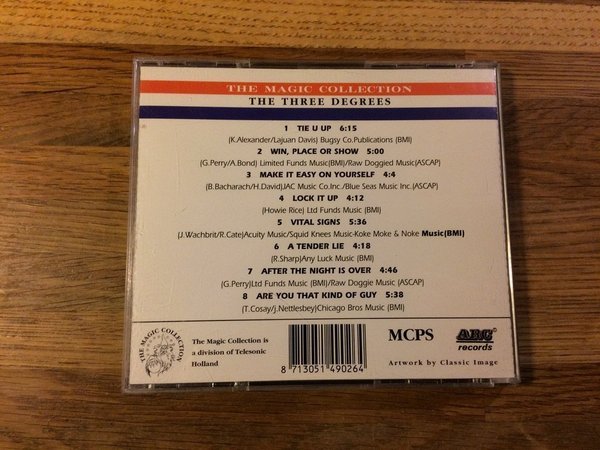 THE MAGIC COLLECTION
THE THREE DEGREES
1 TIE U UP 6:15
(K.Alexander/Lajuan Davis) Bugsy Co.Publications (BMI)
2 WIN, PLACE OR SHOW 5:00
(G.Perry/A.Bond) Limited Funds Music(BMI)/Raw Doggied Music(ASCAP)
3 MAKE IT EASY ON YOURSELF 4:4
(B.Bacharach/H.David)JAC Music Co.Inc./Blue Seas Music Inc.(ASCAP)
4 LOCK IT UP 4:12
(Howie Rice) Ltd Funds Music (BMI)
5 VITAL SIGNS 5:36
(J.Wachbrit/R.Cate)Acuity Music/Squid Knees Music-Koke Moke & Noke Music(BMI)
6 A TENDER LIE 4:18
(R.Sharp)Any Luck Music (BMI)
7 AFTER THE NIGHT IS OVER 4:46
(G.Perry)Ltd Funds Music (BMI)/Raw Doggie Music (ASCAP)
8 ARE YOU THAT KIND OF GUY 5:38
(T.Cosay/j.Nettlesbey)Chicago Bros Music (BMI)
THE MAGIC COLLECTION
The Magic Collection is
a division of Telesonic
Holland
8 713051 490264
MCPS
ARC
records
Artwork by Classic Image